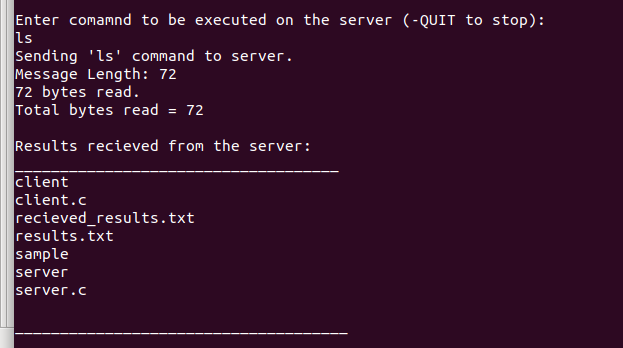 Enter comamnd to be executed on the server (-QUIT to stop):
ls
Sending 'ls' command to server.
Message Length: 72
72 bytes read.
Total bytes read = 72
Results recieved from the server:
____________________________________
client
client.c
recieved_results.txt
results.txt
sample
server
server.c
_____________________________________